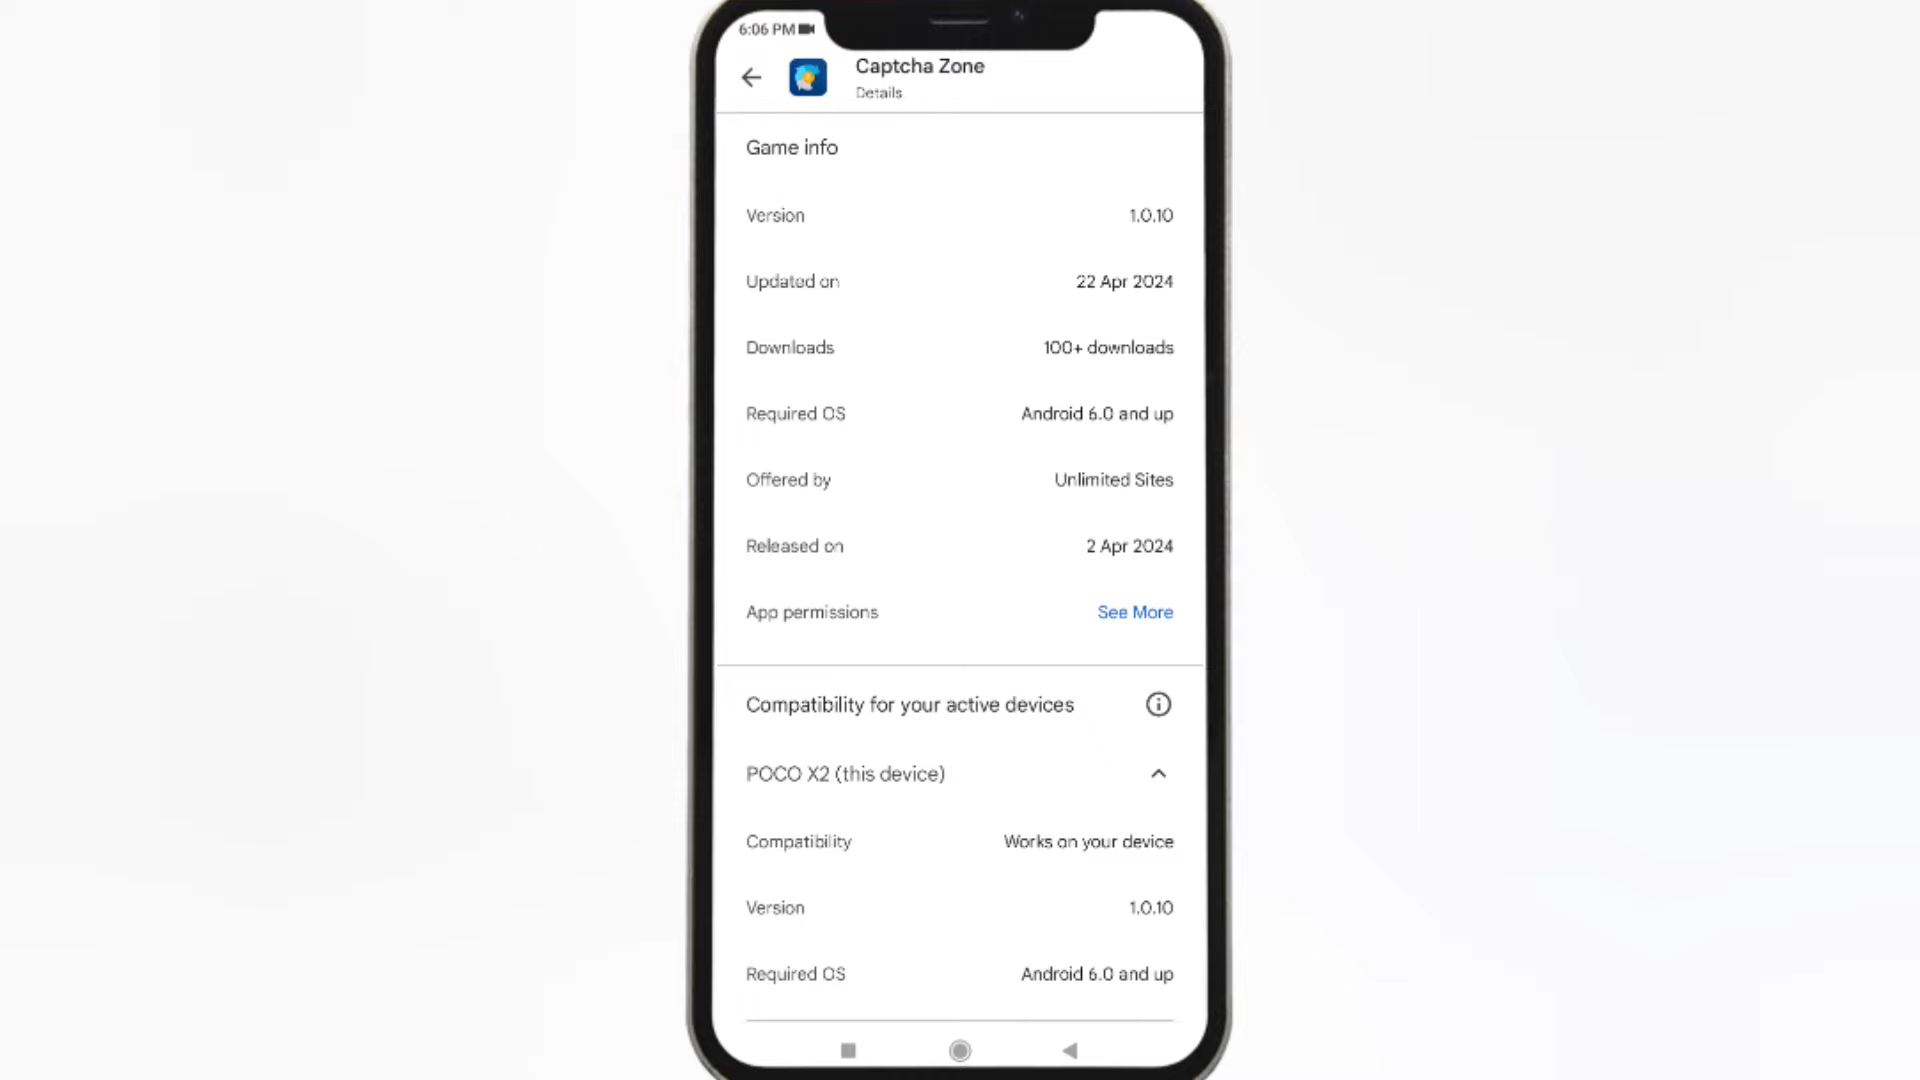 6:06 PM
Captcha Zone
Details
Game info
Version 1.0.10
Updated on 22 Apr 2024
Downloads 100+ downloads
Required OS Android 6.0 and up
Offered by Unlimited Sites
Released on 2 Apr 2024
App permissions See More
Compatibility for your active devices
POCO X2 (this device)
Compatibility Works on your device
Version 1.0.10
Required OS Android 6.0 and up